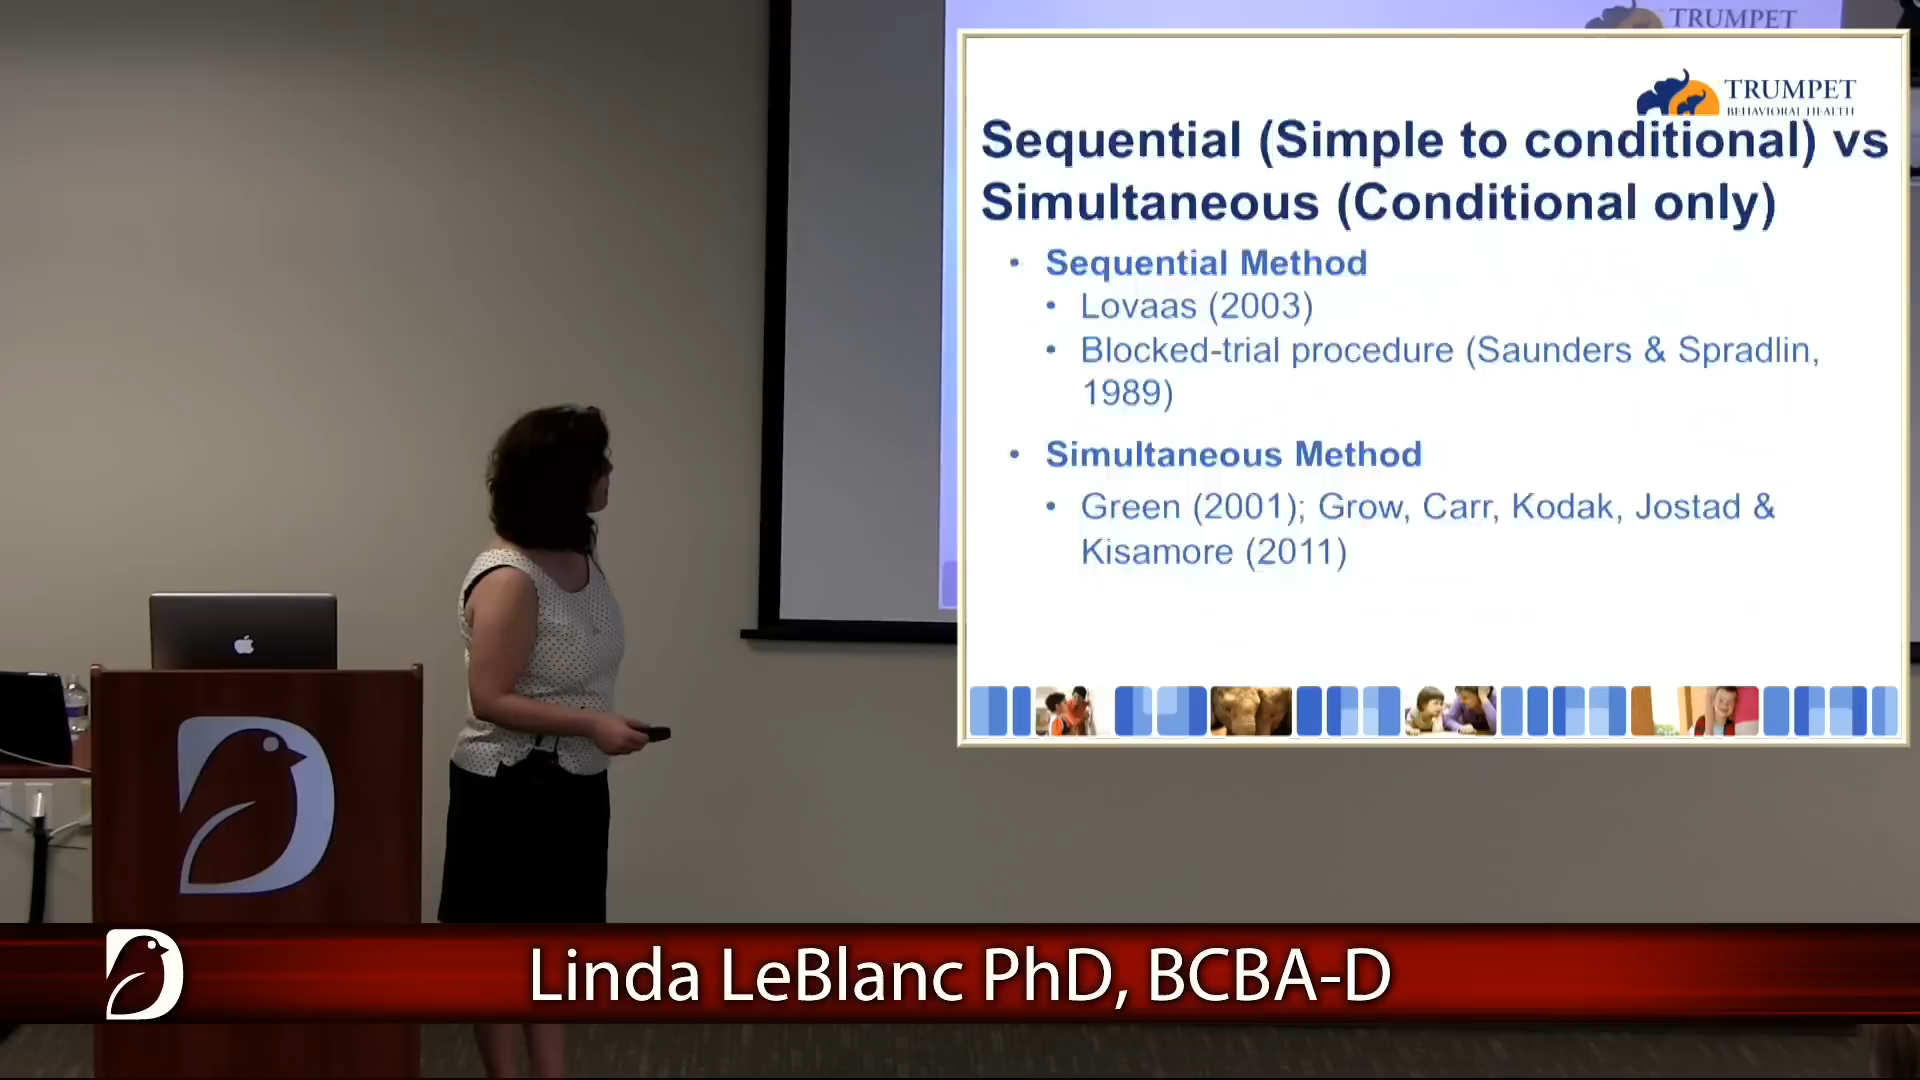 TRUMPET
TRUMPET
BEHAVIORAL HEALTH
Sequential (Simple to conditional) vs
Simultaneous (Conditional only)
• Sequential Method
• Lovaas (2003)
• Blocked-trial procedure (Saunders & Spradlin,
1989)
• Simultaneous Method
• Green (2001); Grow, Carr, Kodak, Jostad &
Kisamore (2011)
Linda LeBlanc PhD, BCBA-D